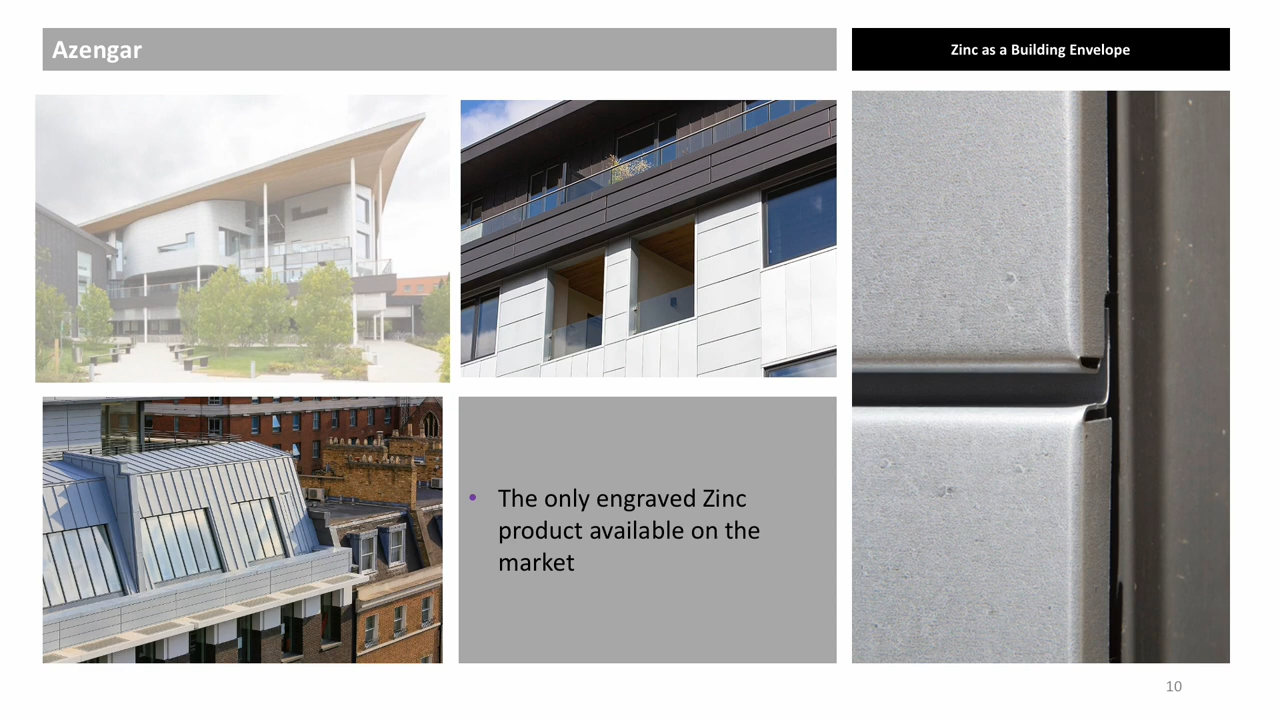 Azengar
Zinc as a Building Envelope
• The only engraved Zinc
product available on the
market
10